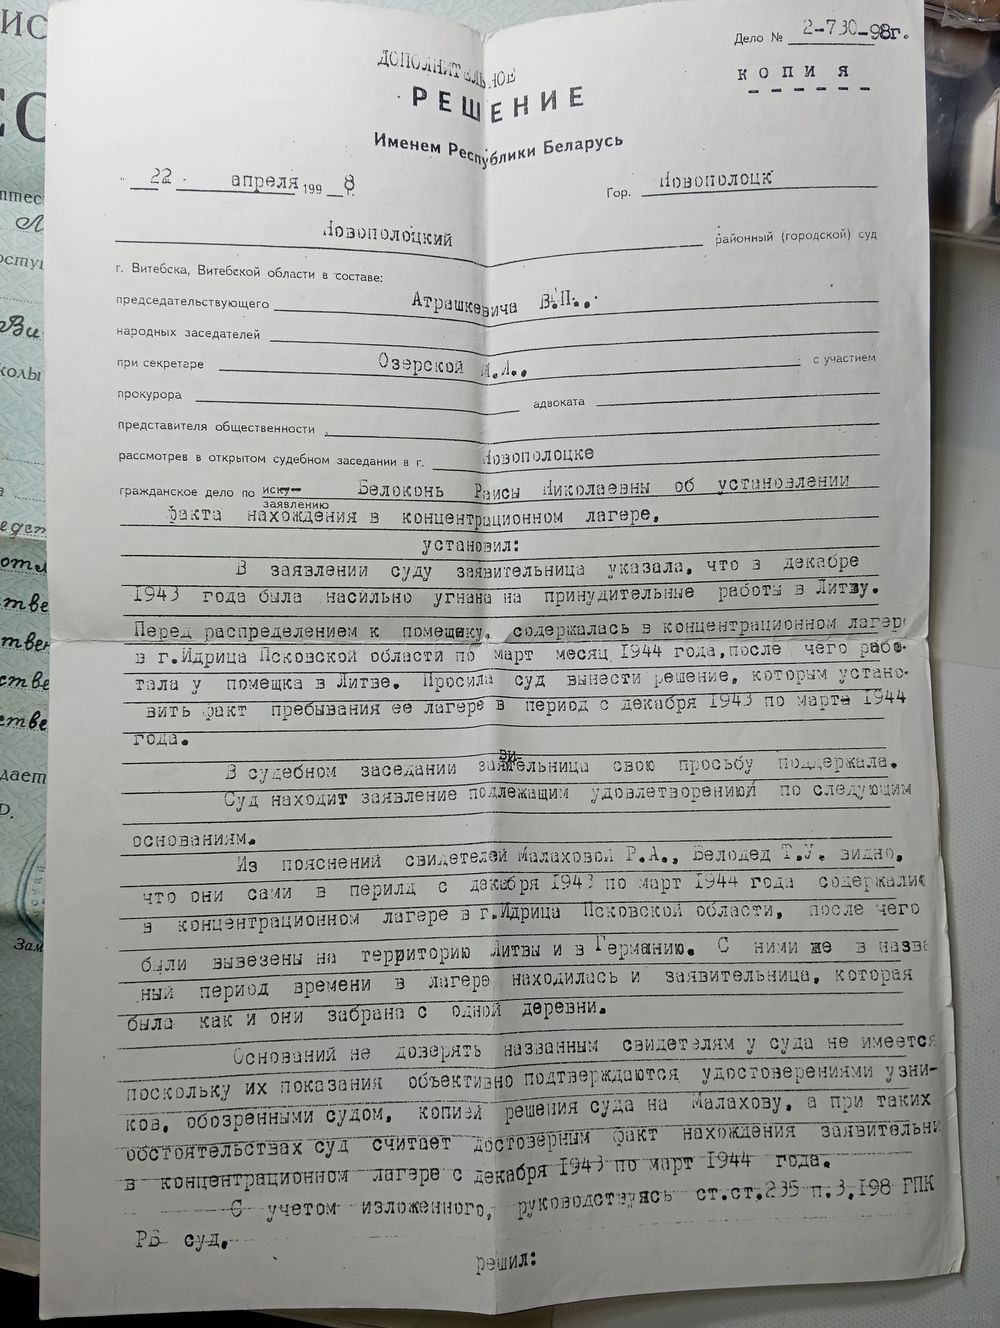 Дело № 2-730-98г.
КОПИЯ
ДОПОЛНИТЕЛЬНОЕ
РЕШЕНИЕ
Именем Республики Беларусь
22 апреля 199 8
Гор. Новополоцк
Новополоцкий районный (городской) суд
г. Витебска, Витебской области в составе:
председательствующего Атрашкевича В.П..
народных заседателей
при секретаре Озерской М.А., с участием
прокурора адвоката
представителя общественности ,
рассмотрев в открытом судебном заседании в г. Новополоцке
гражданское дело по иску Белоконь Раисы Николаевны об установлении
заявлению
факта нахождения в концентрационном лагере,
установил:
В заявлении суду заявительница указала, что в декабре
1943 года была насильно угнана на принудительные работы в Литву.
Перед распределением к помещику, содержалась в концентрационном лагере
в г.Идрица Псковской области по март месяц 1944 года,после чего рабо-
тала у помещка в Литве. Просила суд вынести решение, которым устано-
вить факт пребывания ее лагере в период с декабря 1943 по марта 1944
года.
В судебном заседании заявительница свою просьбу поддержала.
Суд находит заявление подлежащим удовлетворению по следующим
основаниям.
Из пояснений свидетелей Малаховой Р.А., Белодед Т.У. видно,
что они сами в перилд с декабря 1943 по март 1944 года содержались
в концентрационном лагере в г.Идрица Псковской области, после чего
были вывезены на территорию Литвы и в Германию. С ними же в назва
ный период времени в лагере находилась и заявительница, которая
была как и они забрана с одной деревни.
Оснований не доверять названным свидетелям у суда не имеется
поскольку их показания объективно подтверждаются удостоверениями узни-
ков, обозренными судом, копией решения суда на Малахову, а при таких
обстоятельствах суд считает достоверным факт нахождения заявительни
в концентрационном лагере с декабря 1943 по март 1944 года.
С учетом изложенного, руководствуясь ст.ст.235 п.3,198 ГПК
РБ суд,
решил: